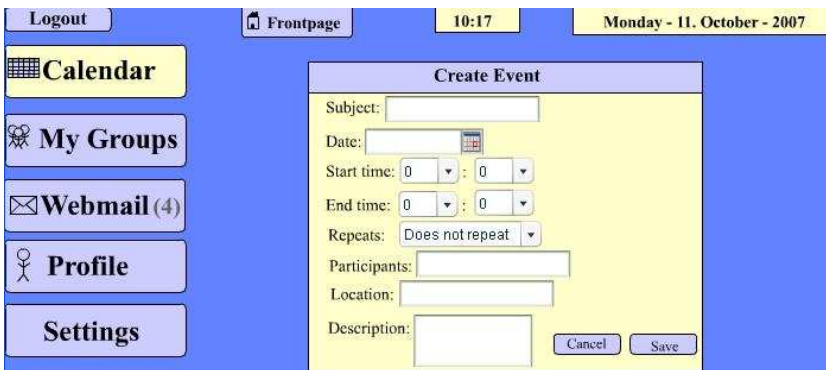 Logout Frontpage 10:17 Monday - 11. October - 2007
Calendar
My Groups
Webmail (4)
Profile
Settings
Create Event
Subject:
Date:
Start time: 0 : 0
End time: 0 : 0
Repeats: Does not repeat
Participants:
Location:
Description:
Cancel Save